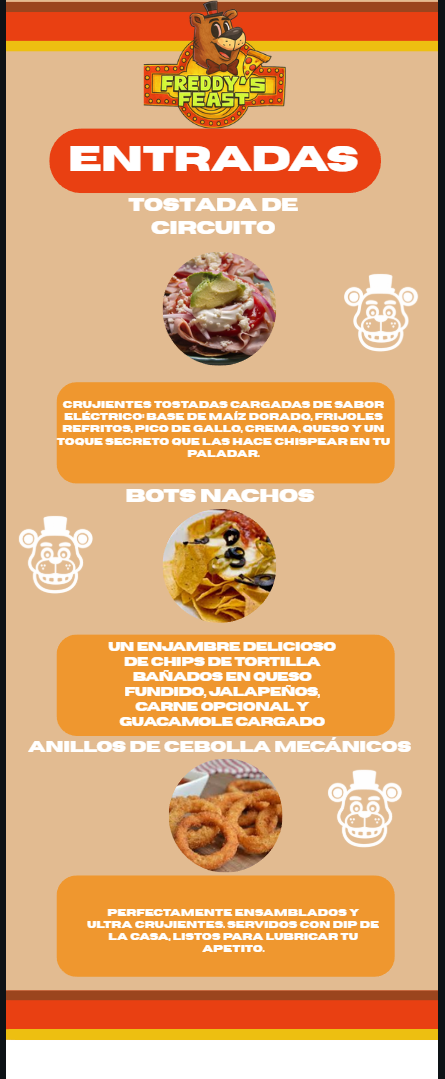 FREDDY'S
FEAST
ENTRADAS
TOSTADA DE
CIRCUITO
CRUJIENTES TOSTADAS CARGADAS DE SABOR
ELÉCTRICO" BASE DE MAÍZ DORADO, FRIJOLES
REFRITOS, PICO DE GALLO, CREMA, QUESO Y UN
TOQUE SECRETO QUE LAS HACE CHISPEAR EN TU
PALADAR.
BOTS NACHOS
UN ENJAMBRE DELICIOSO
DE CHIPS DE TORTILLA
BAÑADOS EN QUESO
FUNDIDO, JALAPEÑOS,
CARNE OPCIONAL Y
GUACAMOLE CARGADO
ANILLOS DE CEBOLLA MECÁNICOS
PERFECTAMENTE ENSAMBLADOS Y
ULTRA CRUJIENTES. SERVIDOS CON DIP DE
LA CASA, LISTOS PARA LUBRICAR TU
APETITO.